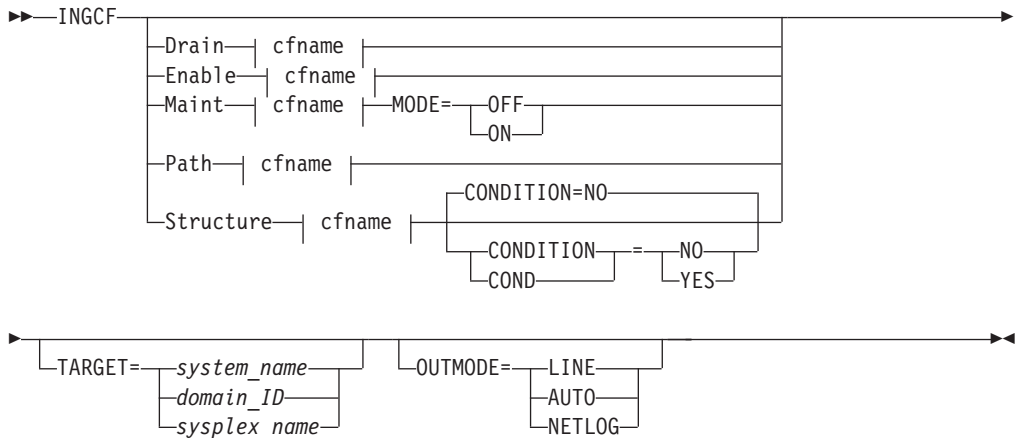 INGCF
Drain cfname
Enable cfname
Maint cfname MODE= OFF
ON
Path cfname
CONDITION=NO
Structure cfname
CONDITION = NO
COND YES
TARGET= system_name OUTMODE= LINE
domain_ID AUTO
sysplex name NETLOG